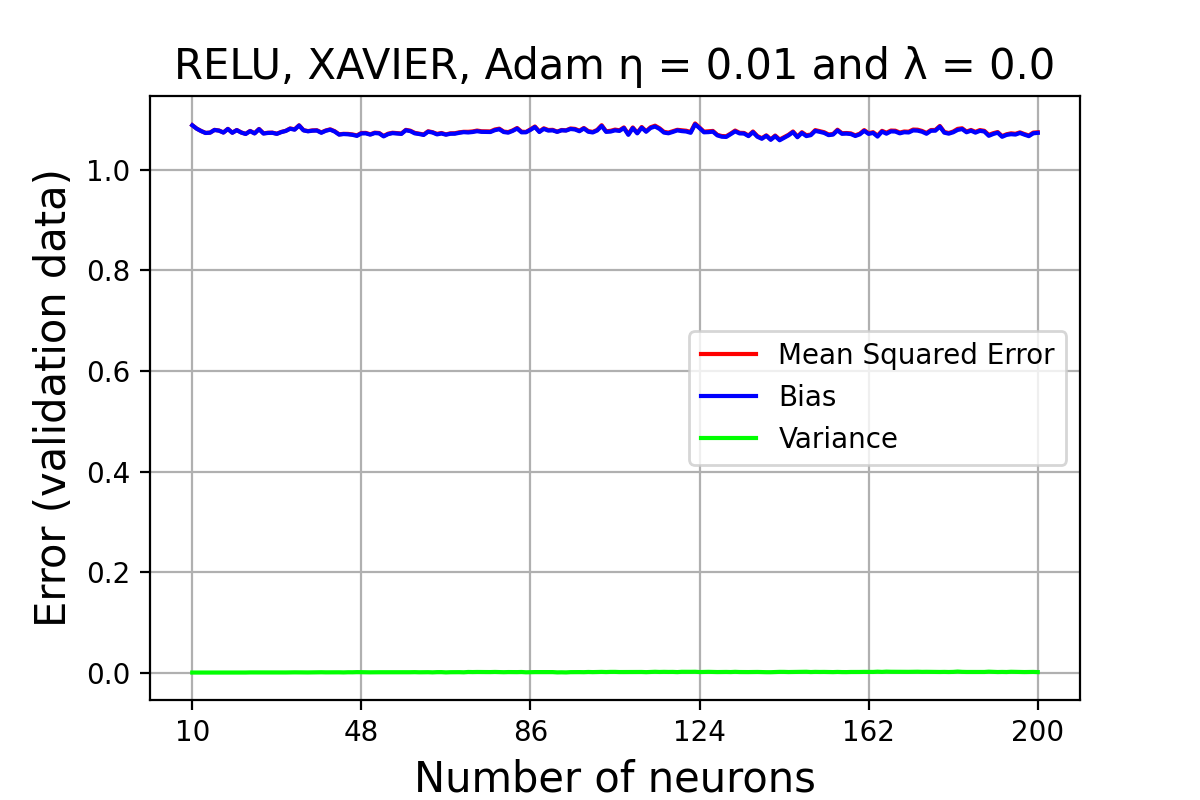 RELU, XAVIER, Adam η = 0.01 and λ = 0.0
Error (validation data)
1.0
0.8
0.6
0.4
0.2
0.0
Mean Squared Error
Bias
Variance
10 48 86 124 162 200
Number of neurons